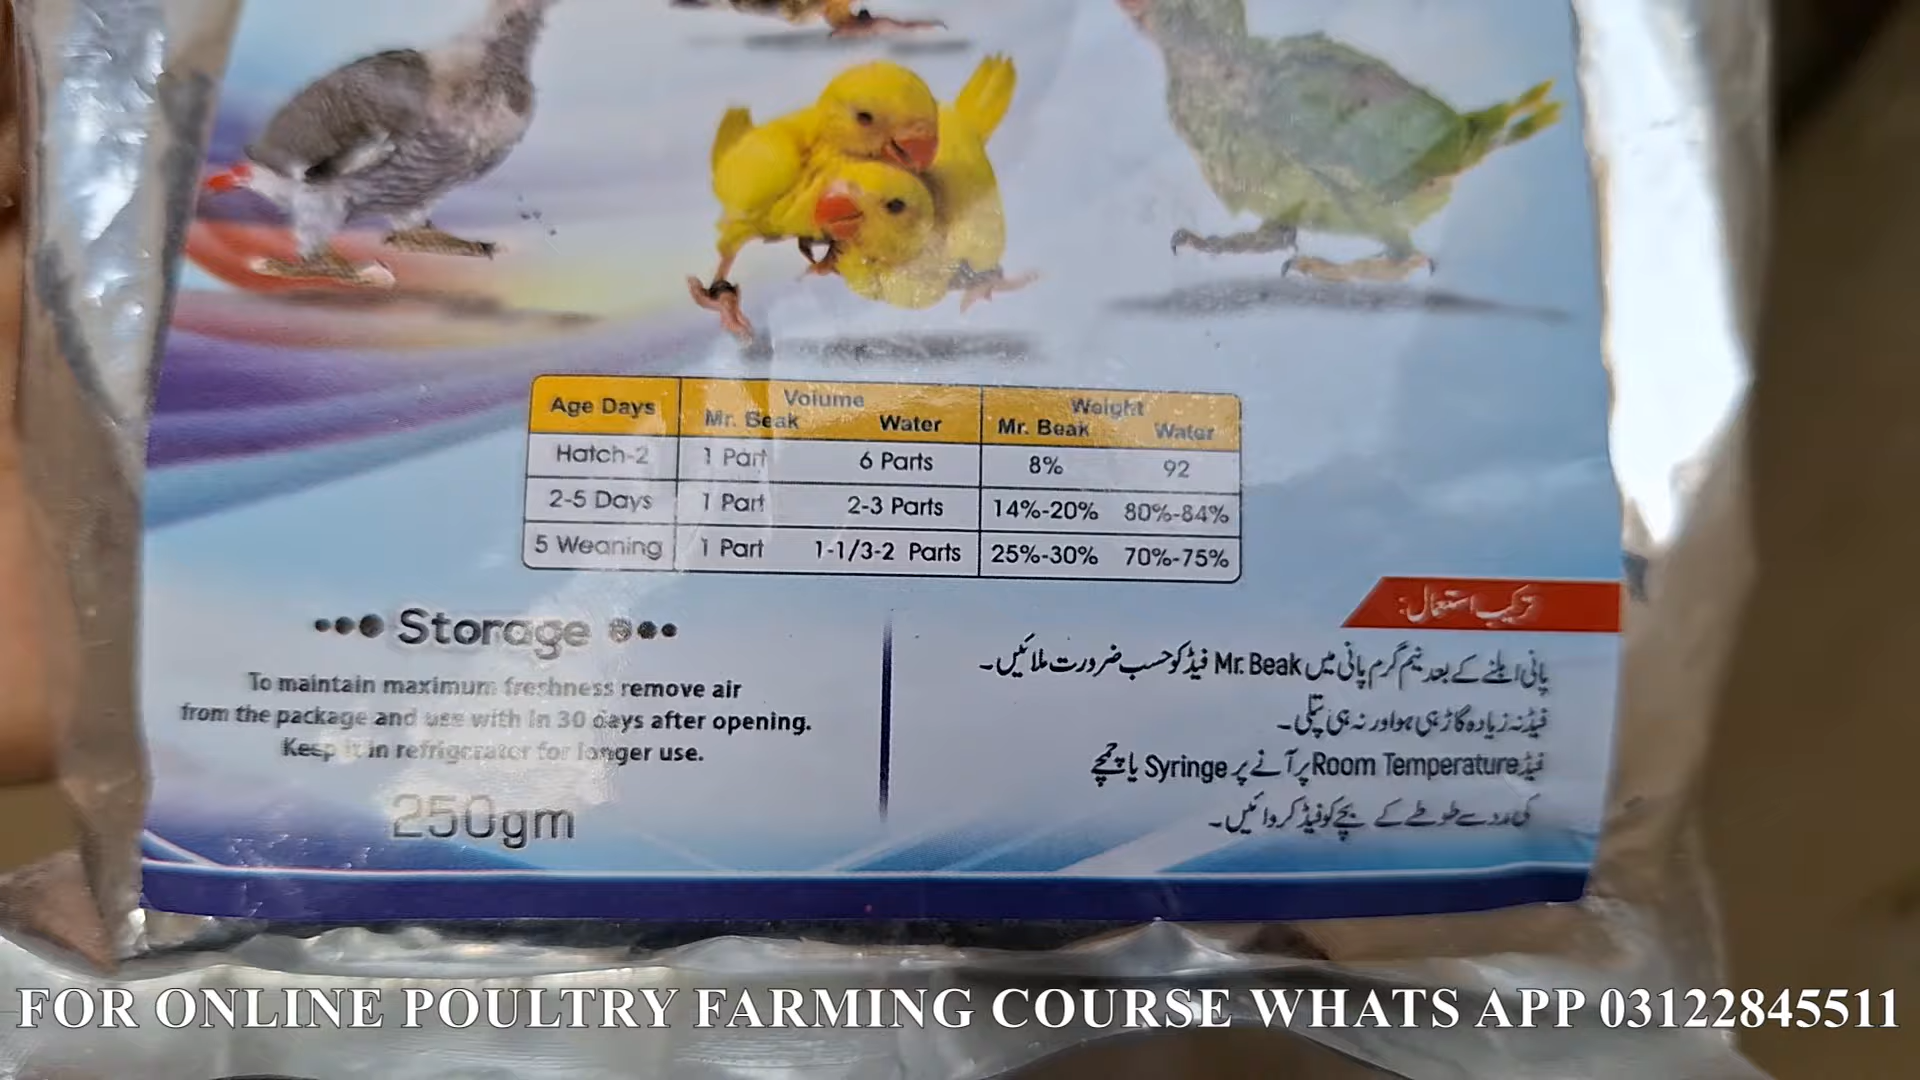 Age Days Volume Weight
Mr. Beak Water Mr. Beak Water
Hatch-2 1 Part 6 Parts 8% 92
2-5 Days 1 Part 2-3 Parts 14%-20% 80%-84%
5 Weaning 1 Part 1-1/3-2 Parts 25%-30% 70%-75%
Storage
To maintain maximum freshness remove air
from the package and use with in 30 days after opening.
Keep it in refrigerator for longer use.
250gm
ترکیب استعمال:
پانی ابلنے کے بعد نیم گرم پانی میں Mr. Beak فیڈ کو حسب ضرورت ملائیں۔
فیڈ نہ زیادہ گاڑھی ہو اور نہ ہی پتلی۔
فیڈ Room Temperature پر آنے پر Syringe یا چمچے
کی مدد سے طوطے کے بچے کو فیڈ کروائیں۔
FOR ONLINE POULTRY FARMING COURSE WHATS APP 03122845511